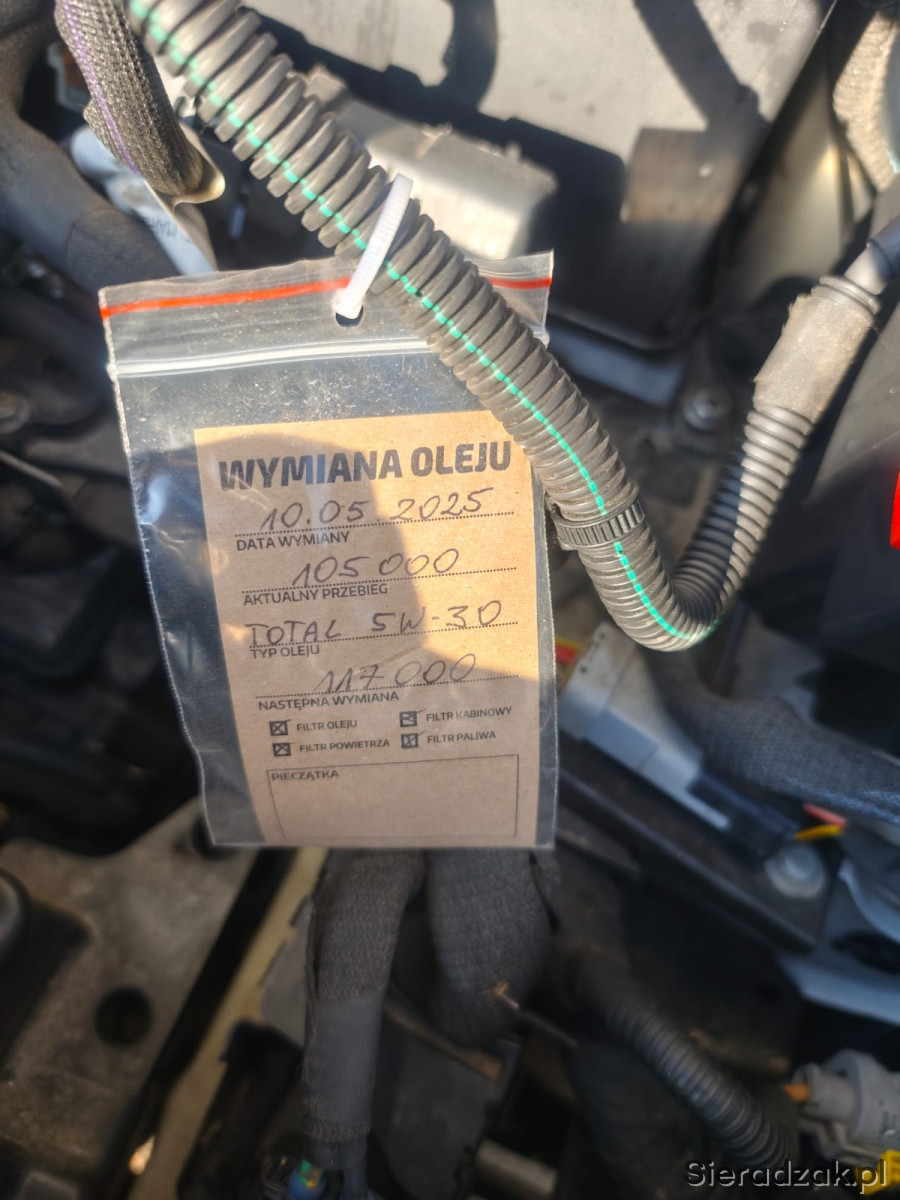 WYMIANA OLEJU
10.05.2025
DATA WYMIANY
105 000
AKTUALNY PRZEBIEG
TOTAL 5W-30
TYP OLEJU
117 000
NASTĘPNA WYMIANA
FILTR OLEJU FILTR KABINOWY
FILTR POWIETRZA FILTR PALIWA
PIECZĄTKA
Sieradzak.pl